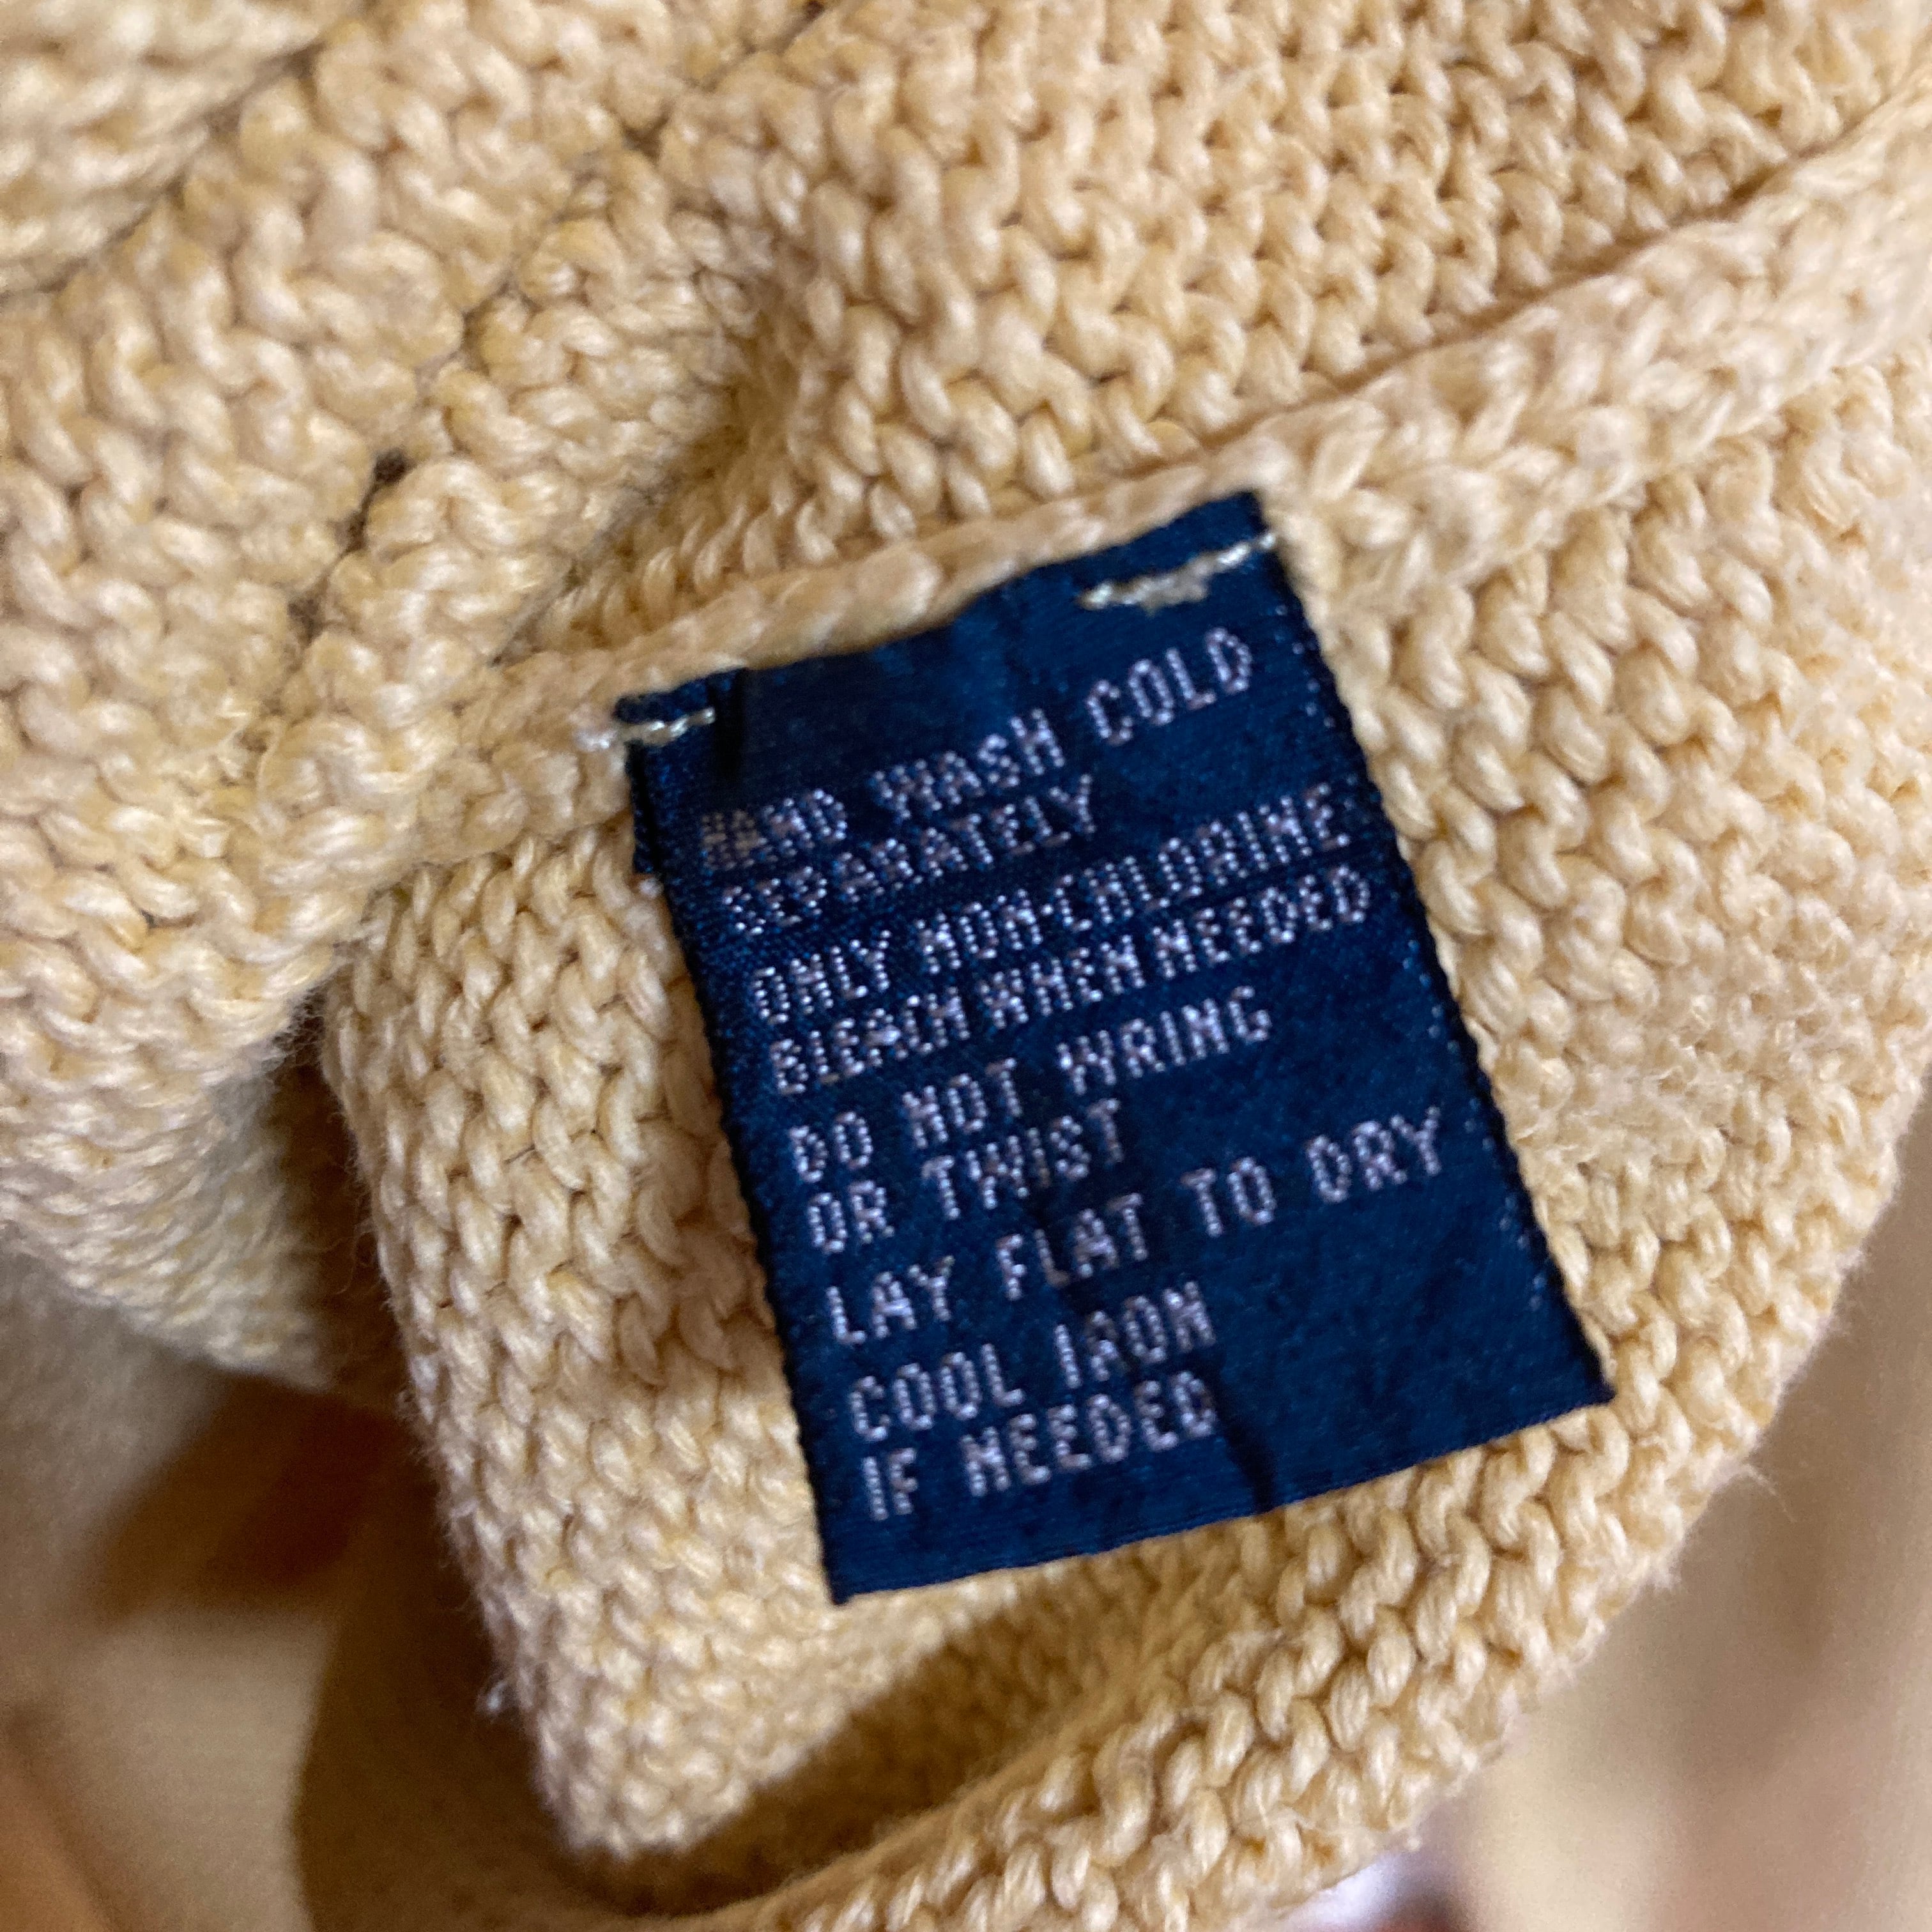 HAND WASH COLD
SEPARATELY
ONLY NON-CHLORINE
BLEACH WHEN NEEDED
DO NOT WRING
OR TWIST
LAY FLAT TO DRY
COOL IRON
IF NEEDED